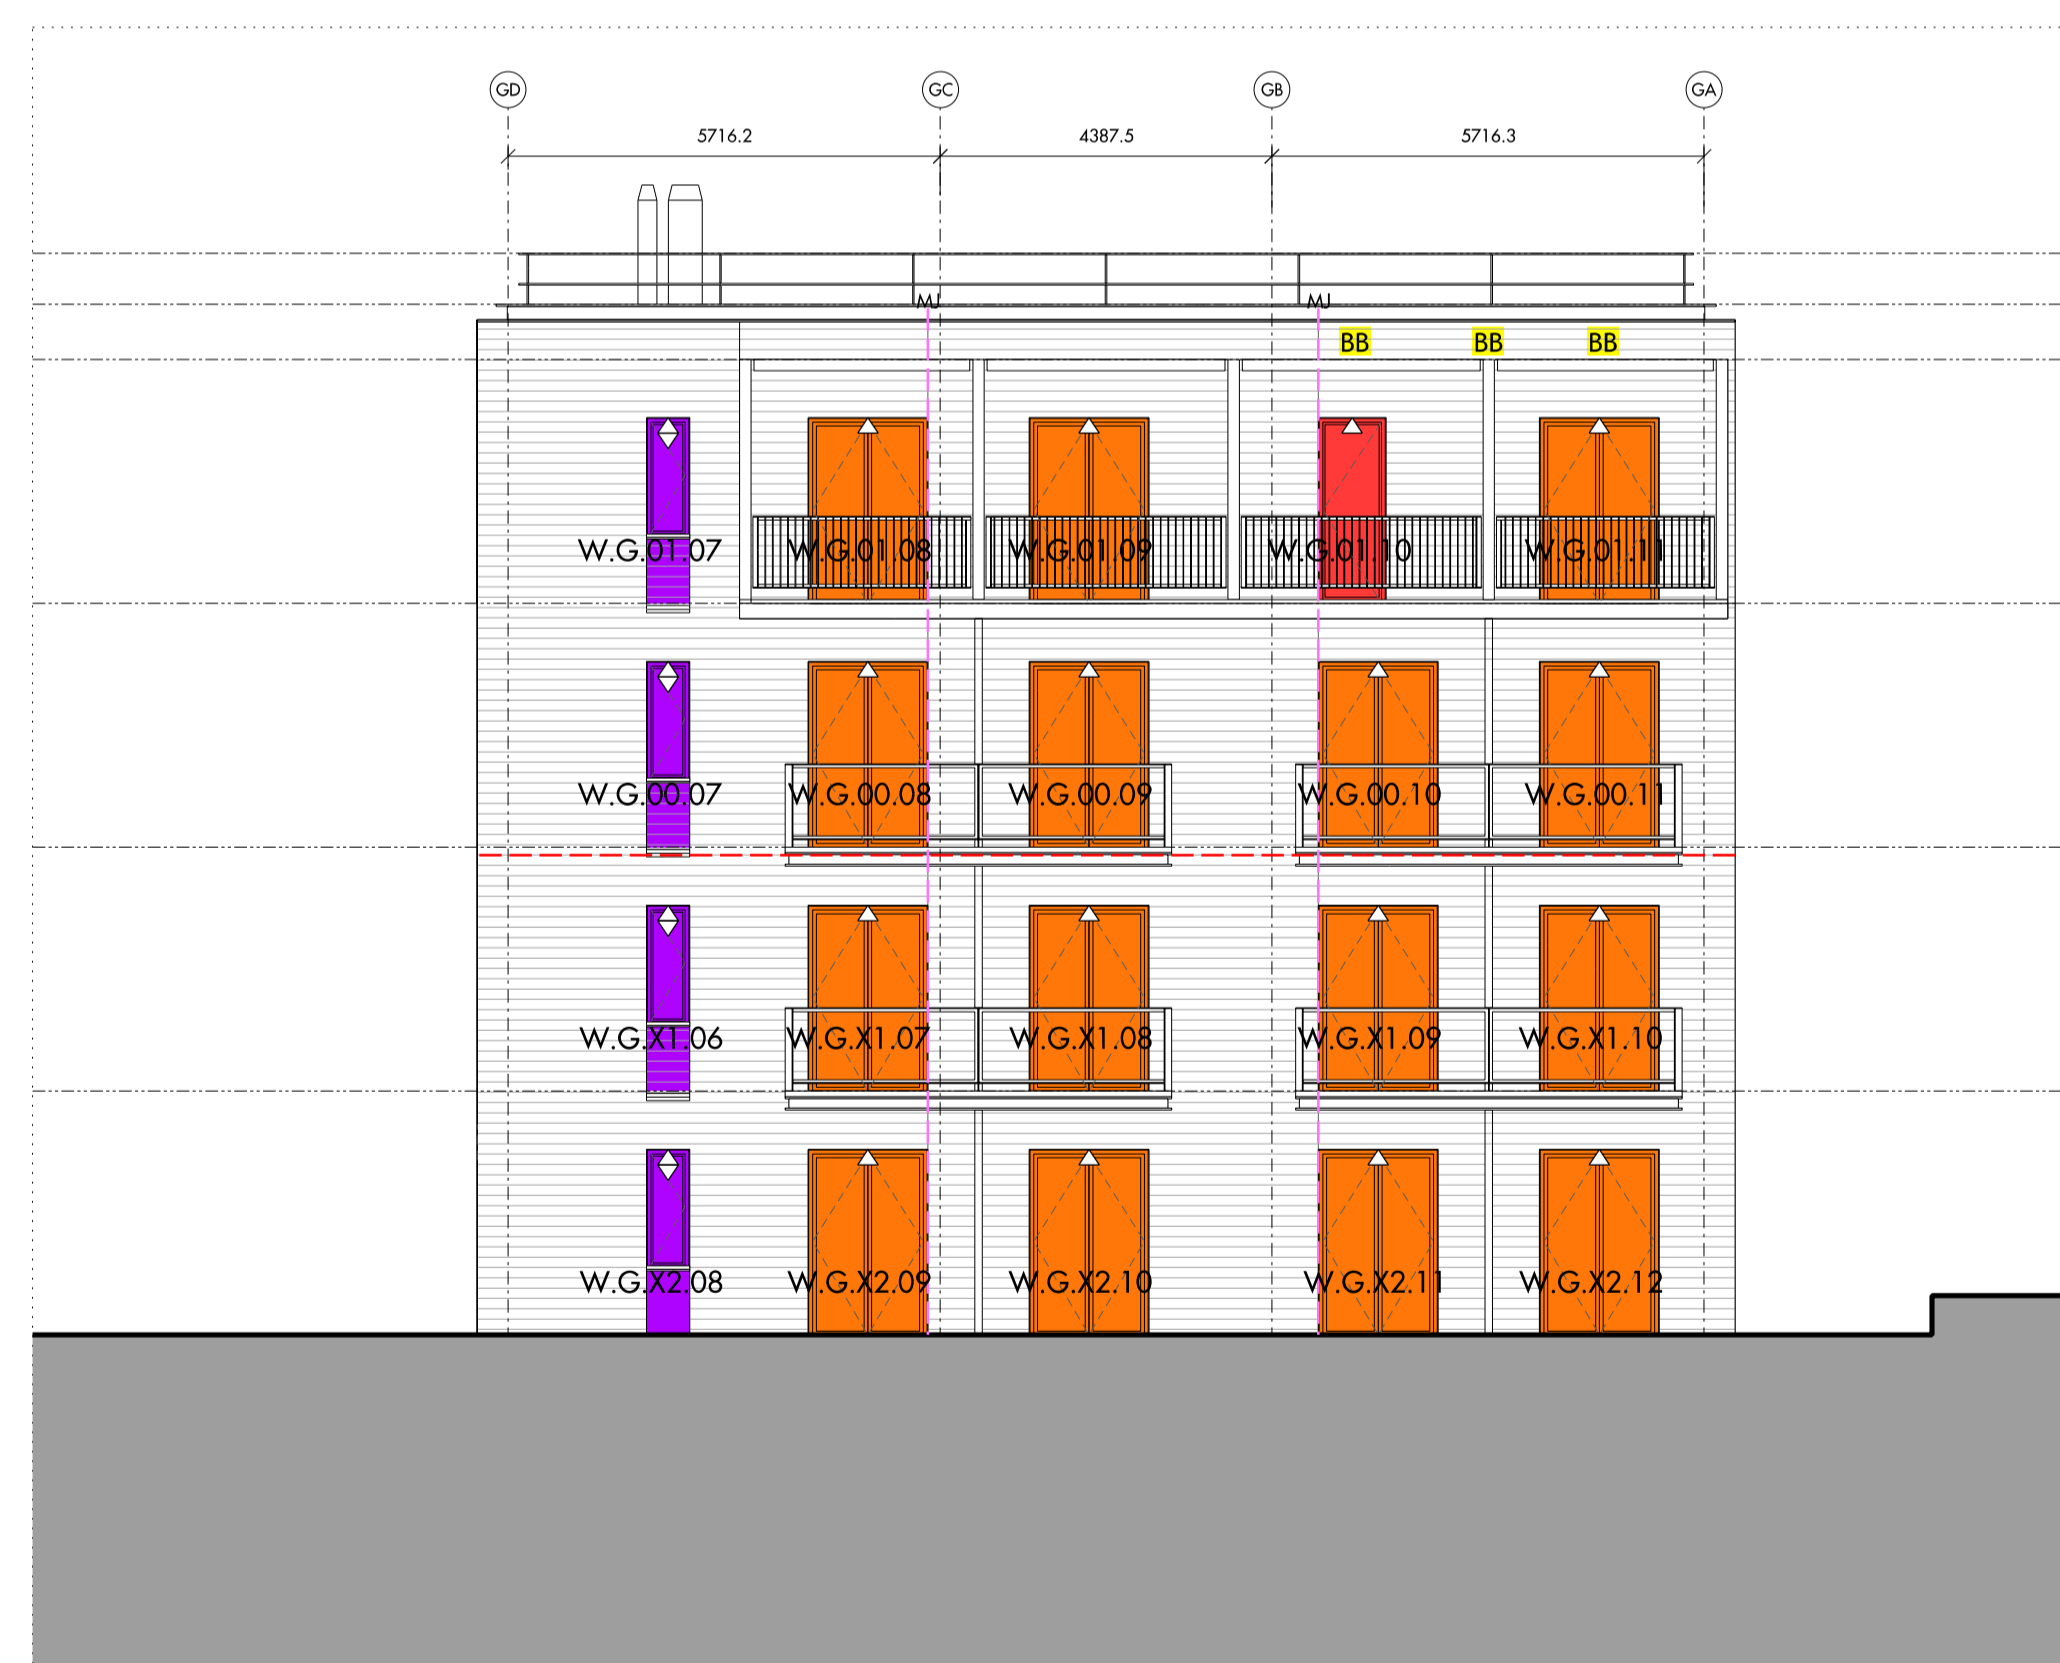 GD GC GB GA
5716.2 4387.5 5716.3
MJ MJ
BB BB BB
W.G.01.07 W.G.01.08 W.G.01.09 W.G.01.10 W.G.01.11
W.G.00.07 W.G.00.08 W.G.00.09 W.G.00.10 W.G.00.11
W.G.X1.06 W.G.X1.07 W.G.X1.08 W.G.X1.09 W.G.X1.10
W.G.X2.08 W.G.X2.09 W.G.X2.10 W.G.X2.11 W.G.X2.12